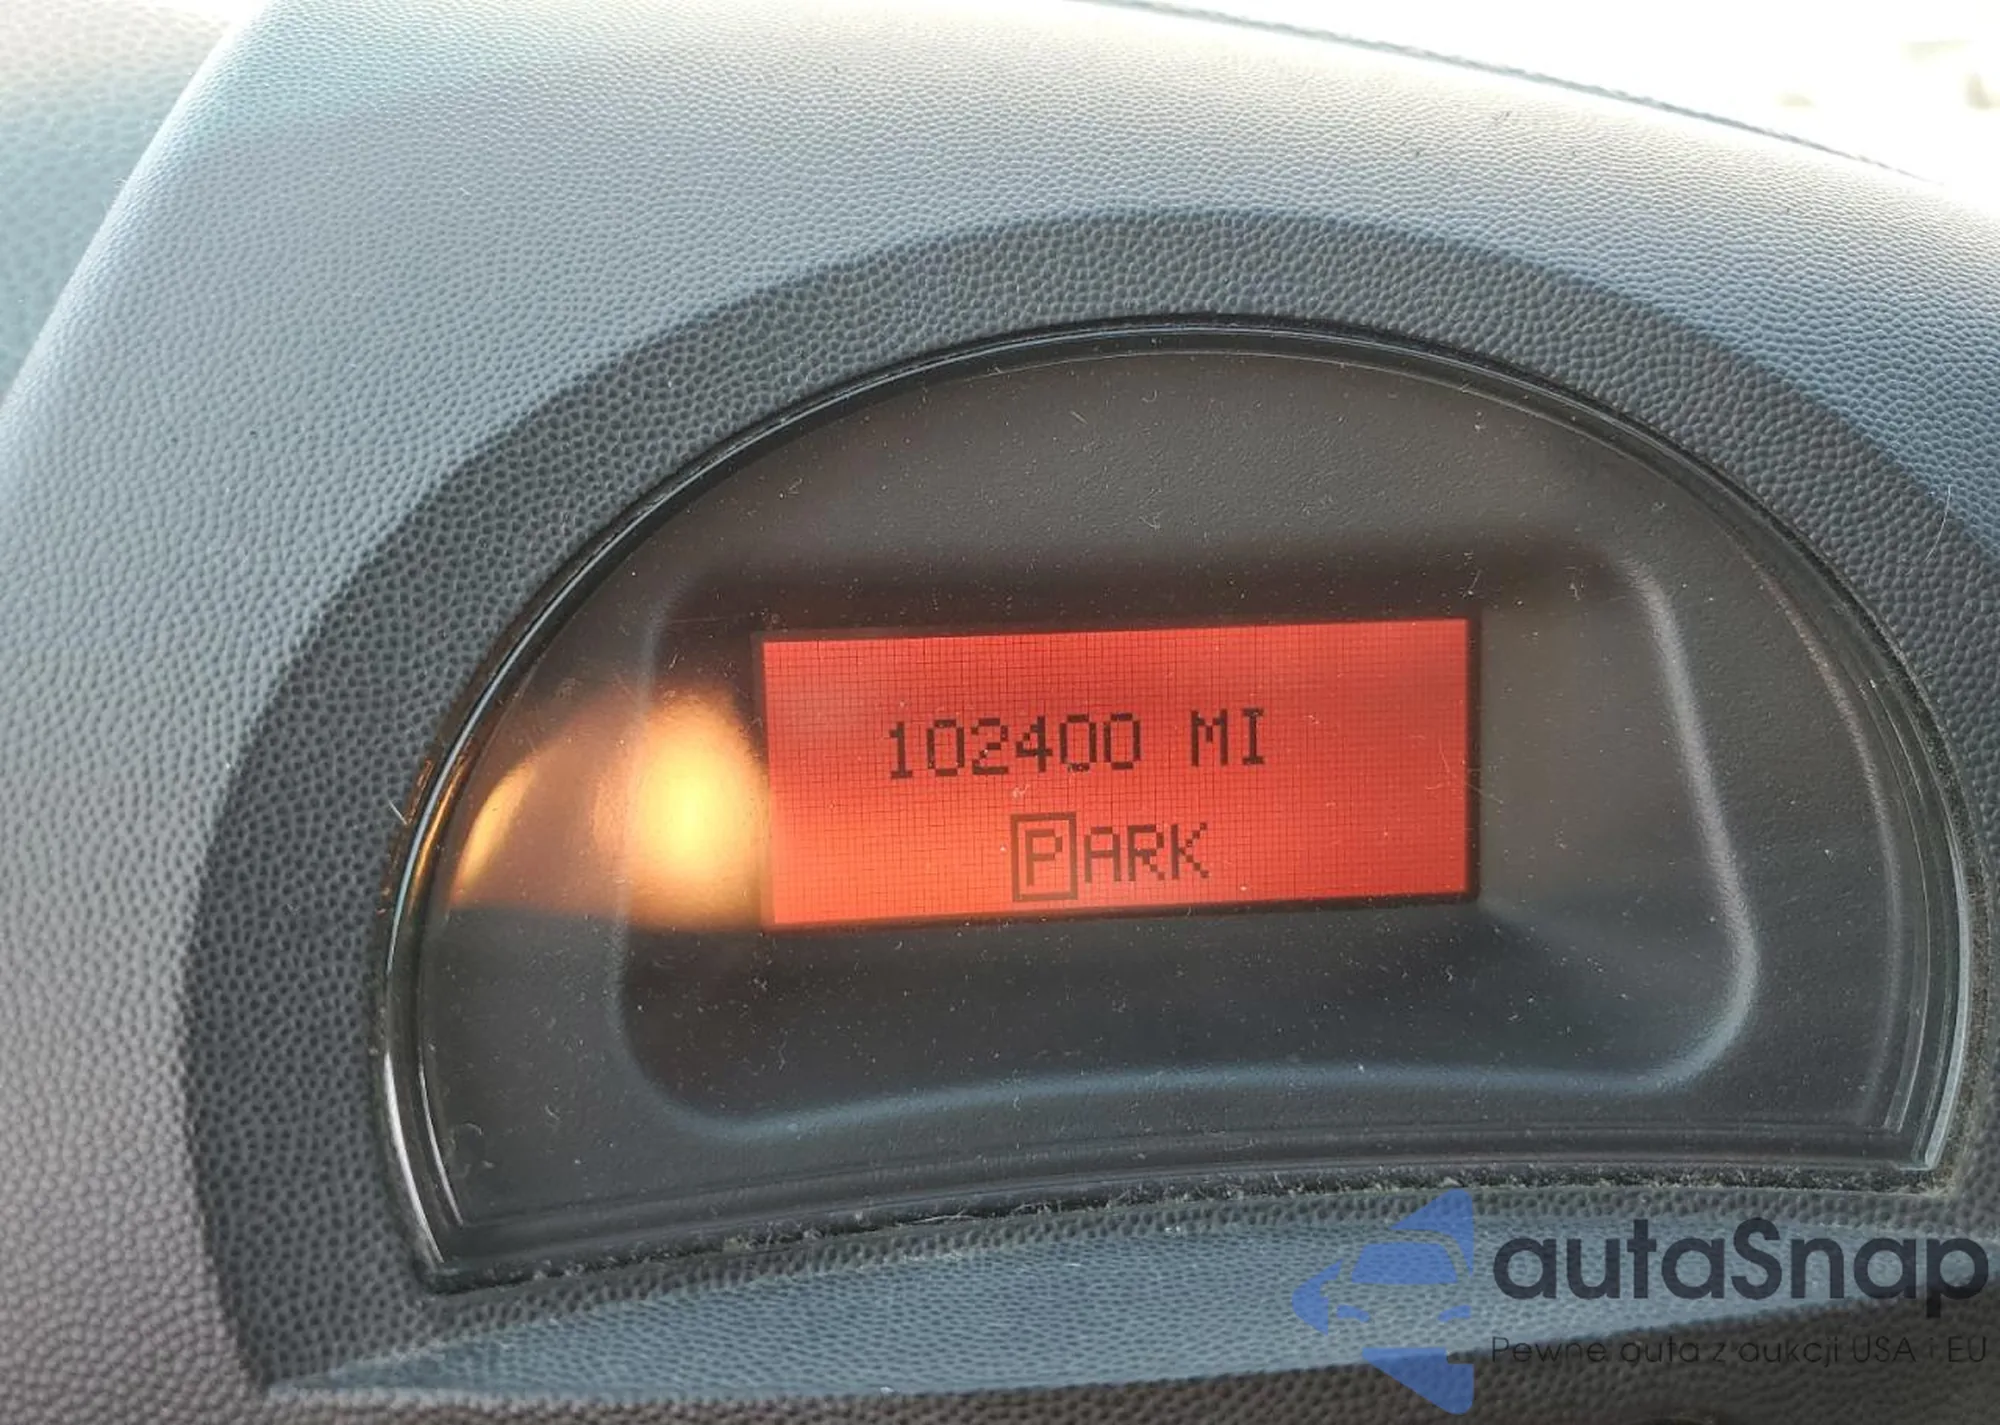 102400 MI
PARK
autaSnap
Pewne auta z aukcji USA i EU